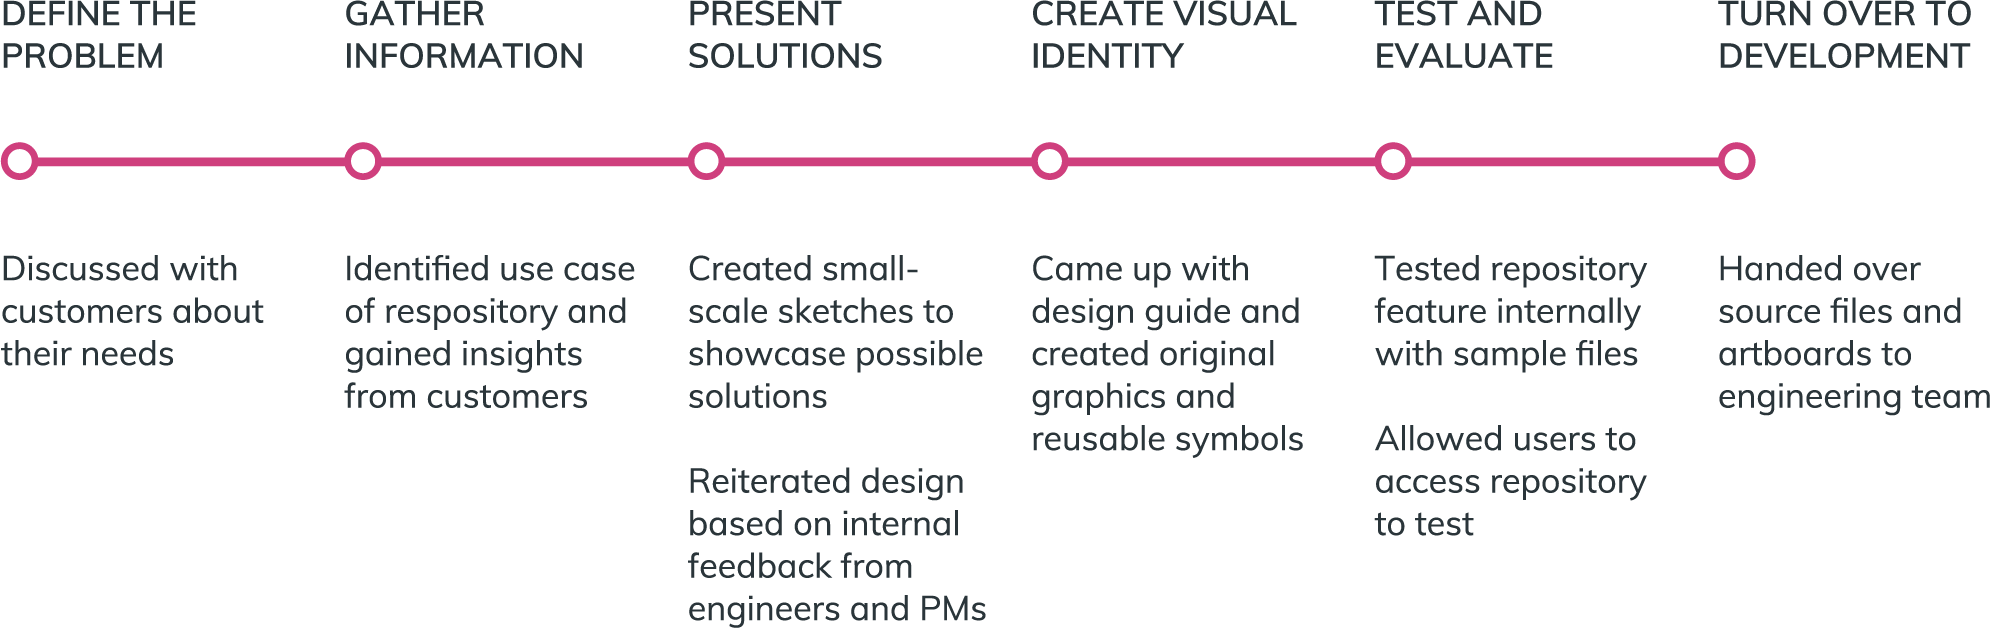 DEFINE THE
PROBLEM
GATHER
INFORMATION
PRESENT
SOLUTIONS
CREATE VISUAL
IDENTITY
TEST AND
EVALUATE
TURN OVER TO
DEVELOPMENT
Discussed with
customers about
their needs
Identified use case
of respository and
gained insights
from customers
Created small-
scale sketches to
showcase possible
solutions
Reiterated design
based on internal
feedback from
engineers and PMs
Came up with
design guide and
created original
graphics and
reusable symbols
Tested repository
feature internally
with sample files
Allowed users to
access repository
to test
Handed over
source files and
artboards to
engineering team